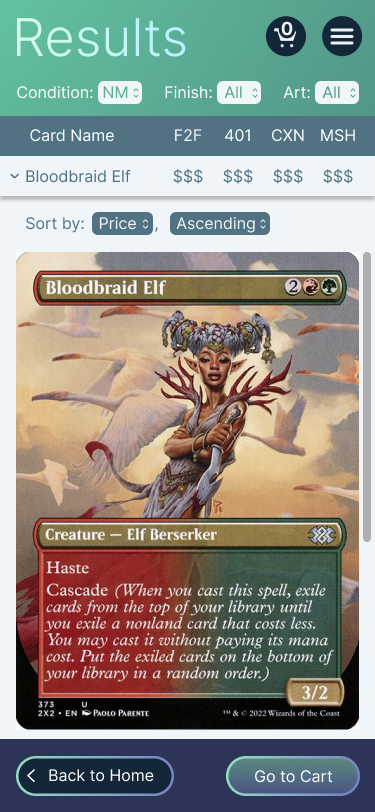 Results
0
Condition: NM Finish: All Art: All
Card Name F2F 401 CXN MSH
Bloodbraid Elf $$$ $$$ $$$ $$$
Sort by: Price, Ascending
Bloodbraid Elf 2
Creature — Elf Berserker
Haste
Cascade (When you cast this spell, exile
cards from the top of your library until
you exile a nonland card that costs less.
You may cast it without paying its mana
cost. Put the exiled cards on the bottom of
your library in a random order.)
3/2
373 U
2X2 • EN PAOLO PARENTE ™ & © 2022 Wizards of the Coast
Back to Home Go to Cart